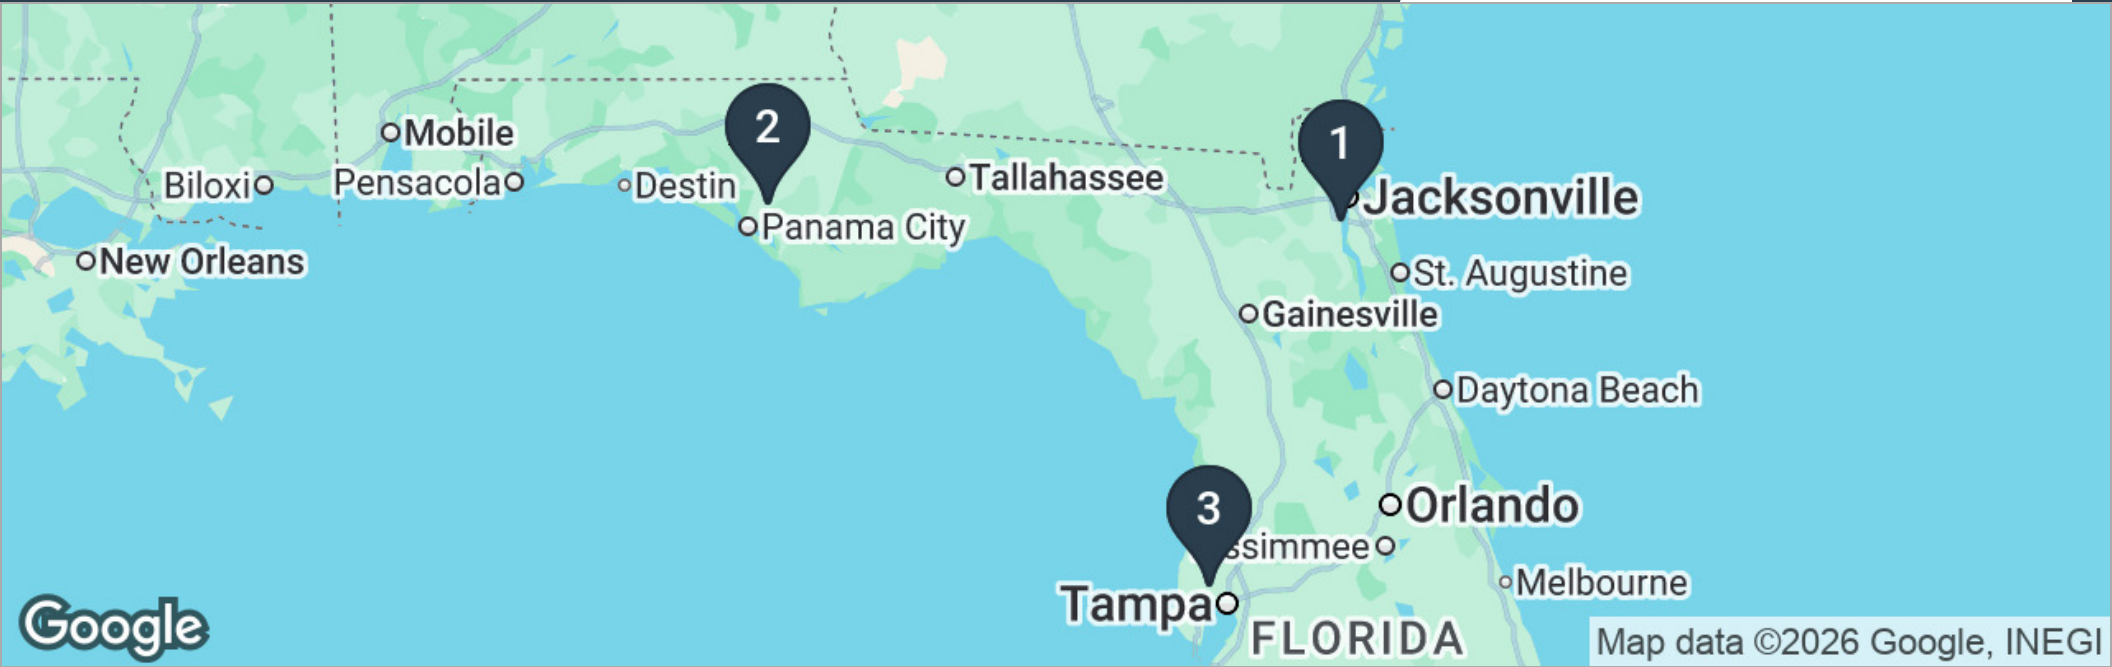 2
1
Mobile
Biloxi
Pensacola
Destin
Tallahassee
Jacksonville
Panama City
New Orleans
St. Augustine
Gainesville
Daytona Beach
3
Orlando
ssimmee
Melbourne
Tampa
FLORIDA
Google
Map data ©2026 Google, INEGI